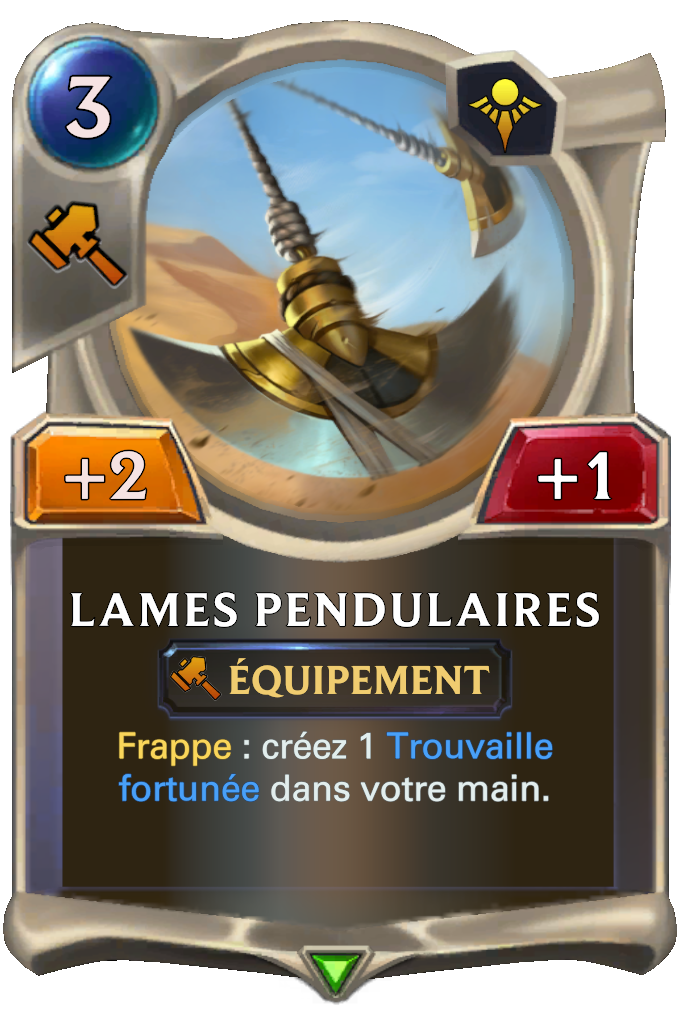 3
+2
+1
LAMES PENDULAIRES
ÉQUIPEMENT
Frappe : créez 1 Trouvaille
fortunée dans votre main.